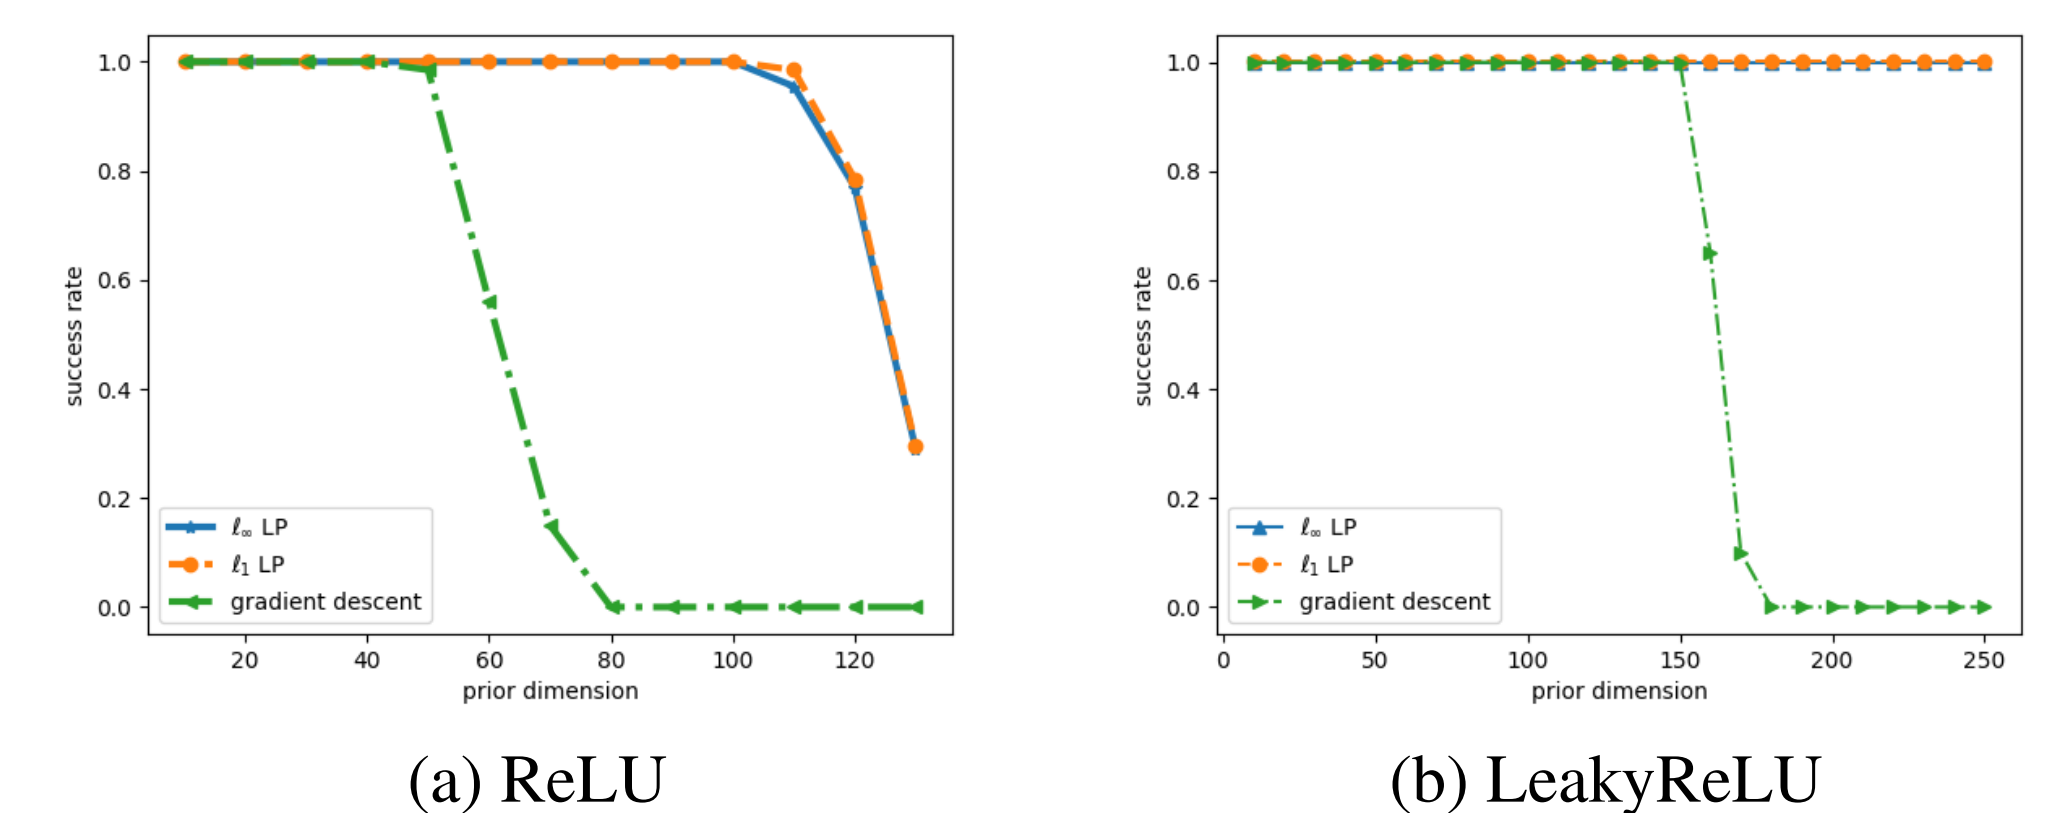 1.0
0.8
0.6
0.4
0.2
0.0
success rate
ℓ∞ LP
ℓ1 LP
gradient descent
20 40 60 80 100 120
prior dimension
(a) ReLU
1.0
0.8
0.6
0.4
0.2
0.0
success rate
ℓ∞ LP
ℓ1 LP
gradient descent
0 50 100 150 200 250
prior dimension
(b) LeakyReLU